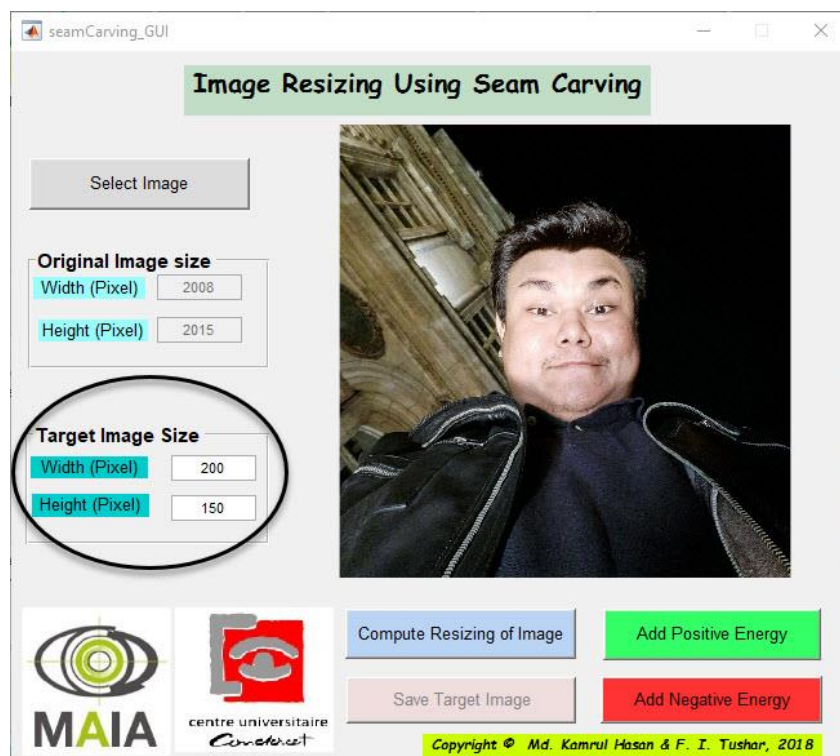 seamCarving_GUI
Image Resizing Using Seam Carving
Select Image
Original Image size
Width (Pixel) 2008
Height (Pixel) 2015
Target Image Size
Width (Pixel) 200
Height (Pixel) 150
Compute Resizing of Image
Add Positive Energy
Save Target Image
Add Negative Energy
MAIA
centre universitaire
Condorcet
Copyright © Md. Kamrul Hasan & F. I. Tushar, 2018